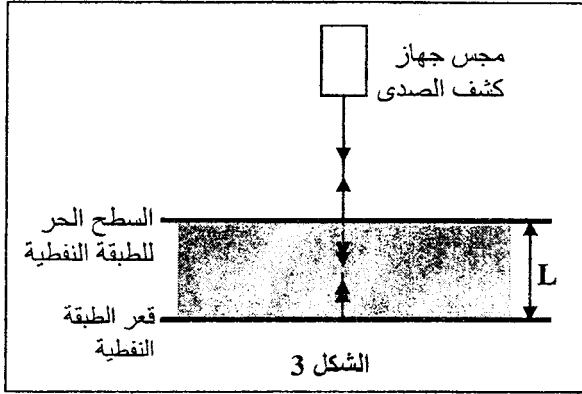 مجس جهاز
كشف الصدى
السطح الحر
للطبقة النفطية
L
قعر الطبقة
النفطية
الشكل 3